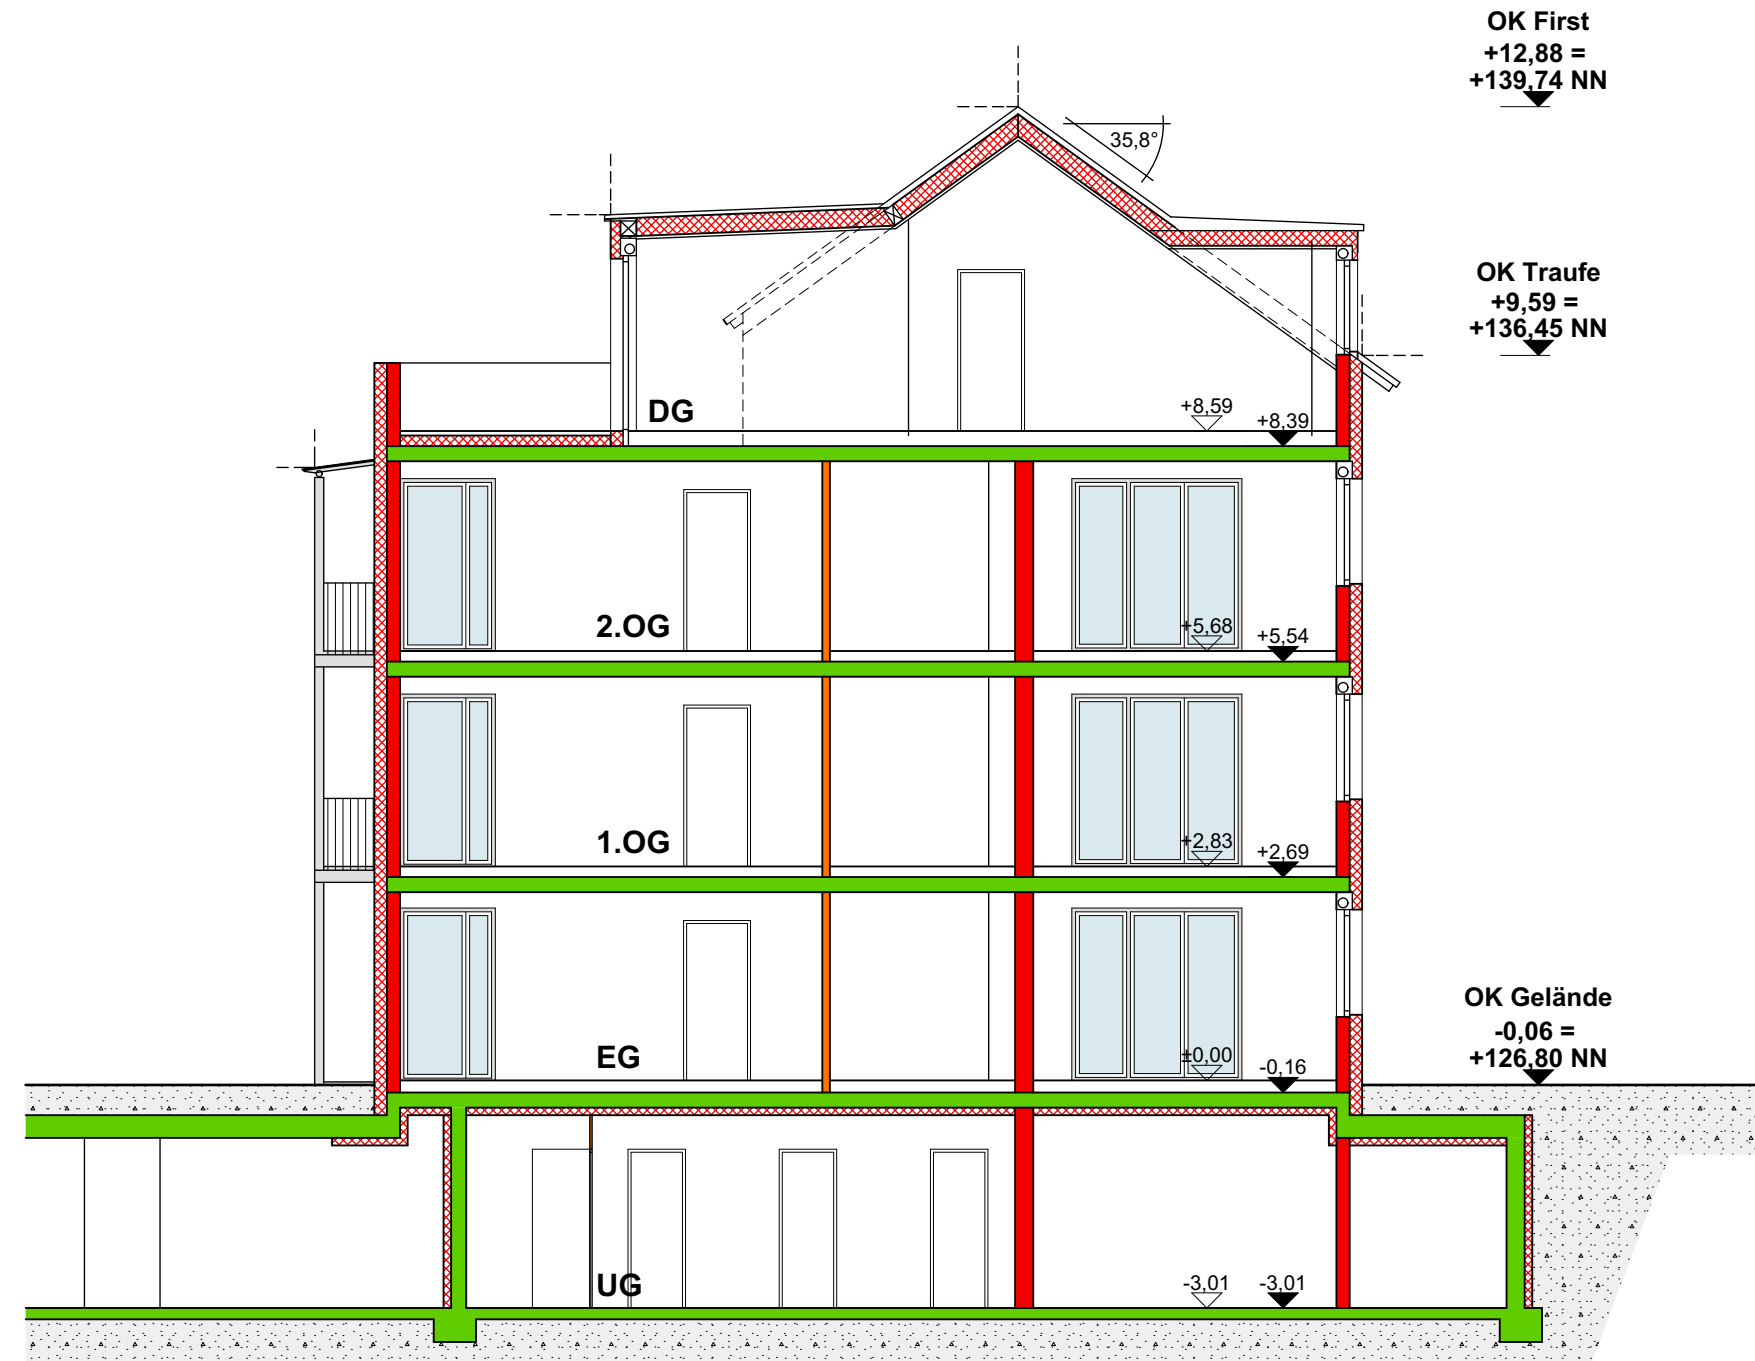 OK First
+12,88 =
+139,74 NN
35,8°
OK Traufe
+9,59 =
+136,45 NN
DG
+8,59
+8,39
2.OG
+5,68
+5,54
1.OG
+2,83
+2,69
OK Gelände
-0,06 =
+126,80 NN
EG
±0,00
-0,16
UG
-3,01
-3,01